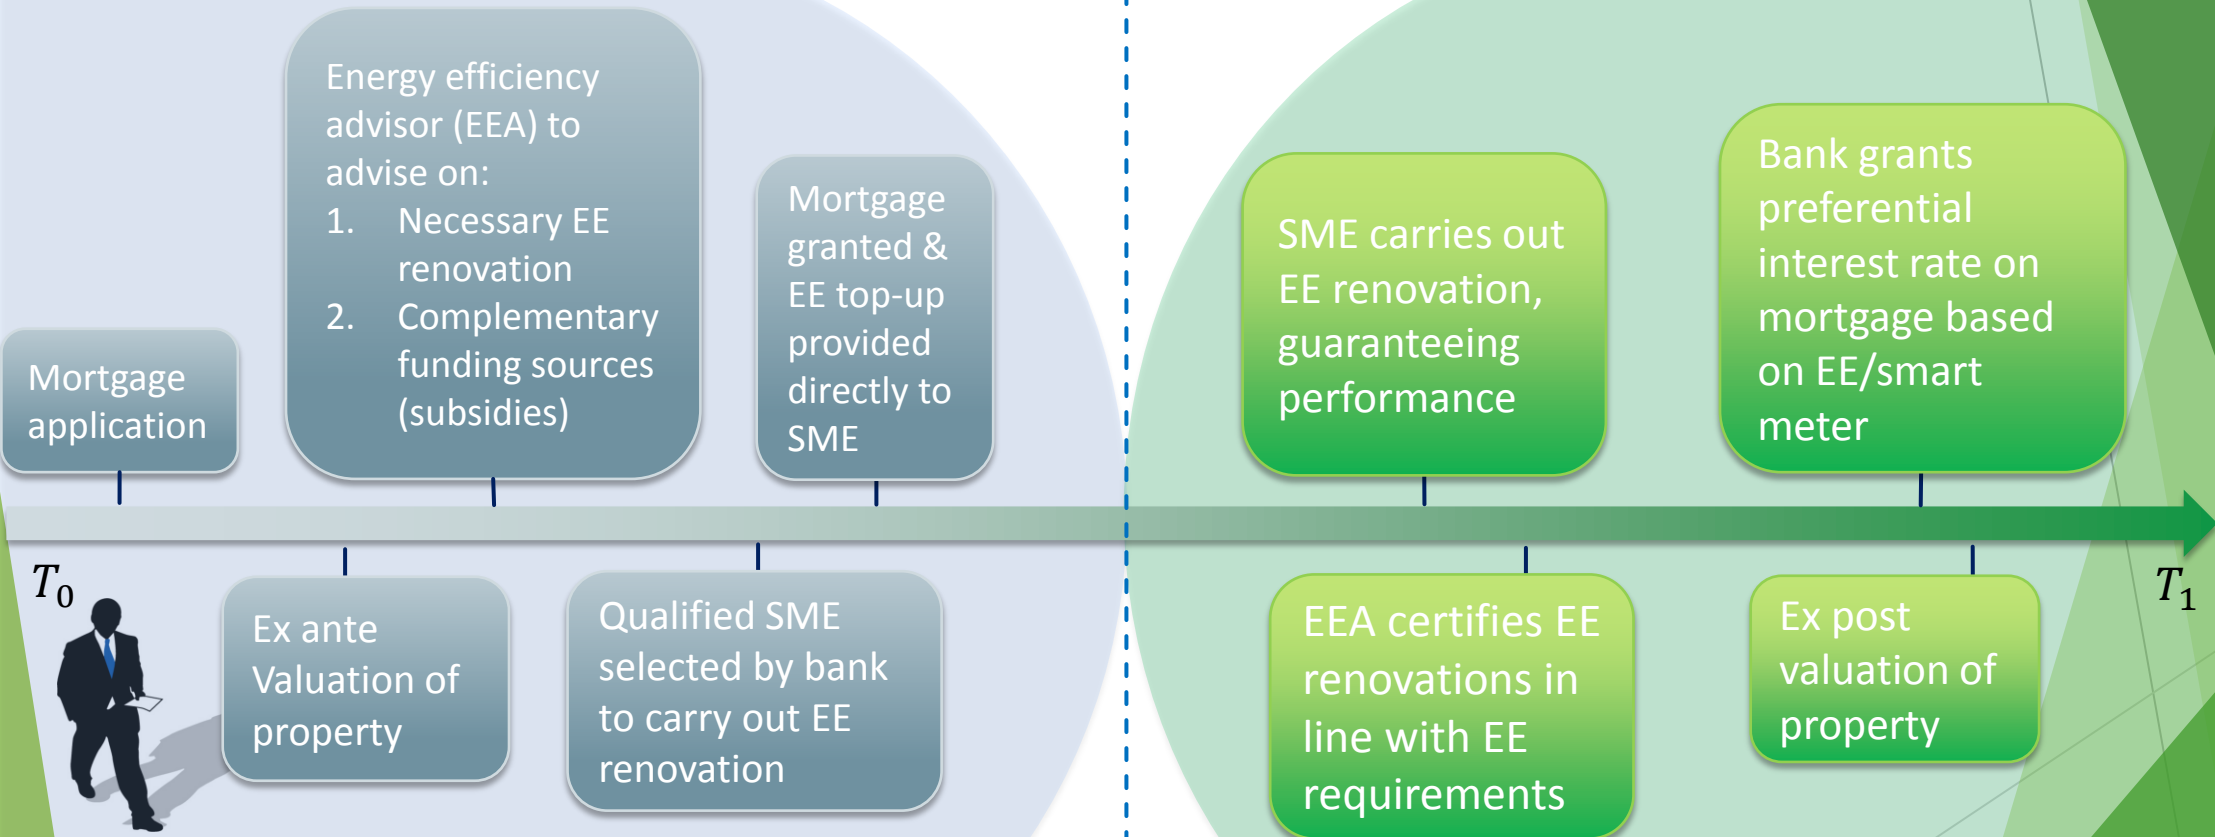 Energy efficiency
advisor (EEA) to
advise on:
1. Necessary EE
renovation
2. Complementary
funding sources
(subsidies)
Mortgage
application
Mortgage
granted &
EE top-up
provided
directly to
SME
SME carries out
EE renovation,
guaranteeing
performance
Bank grants
preferential
interest rate on
mortgage based
on EE/smart
meter
T₀
Ex ante
Valuation of
property
Qualified SME
selected by bank
to carry out EE
renovation
EEA certifies EE
renovations in
line with EE
requirements
Ex post
valuation of
property
T₁